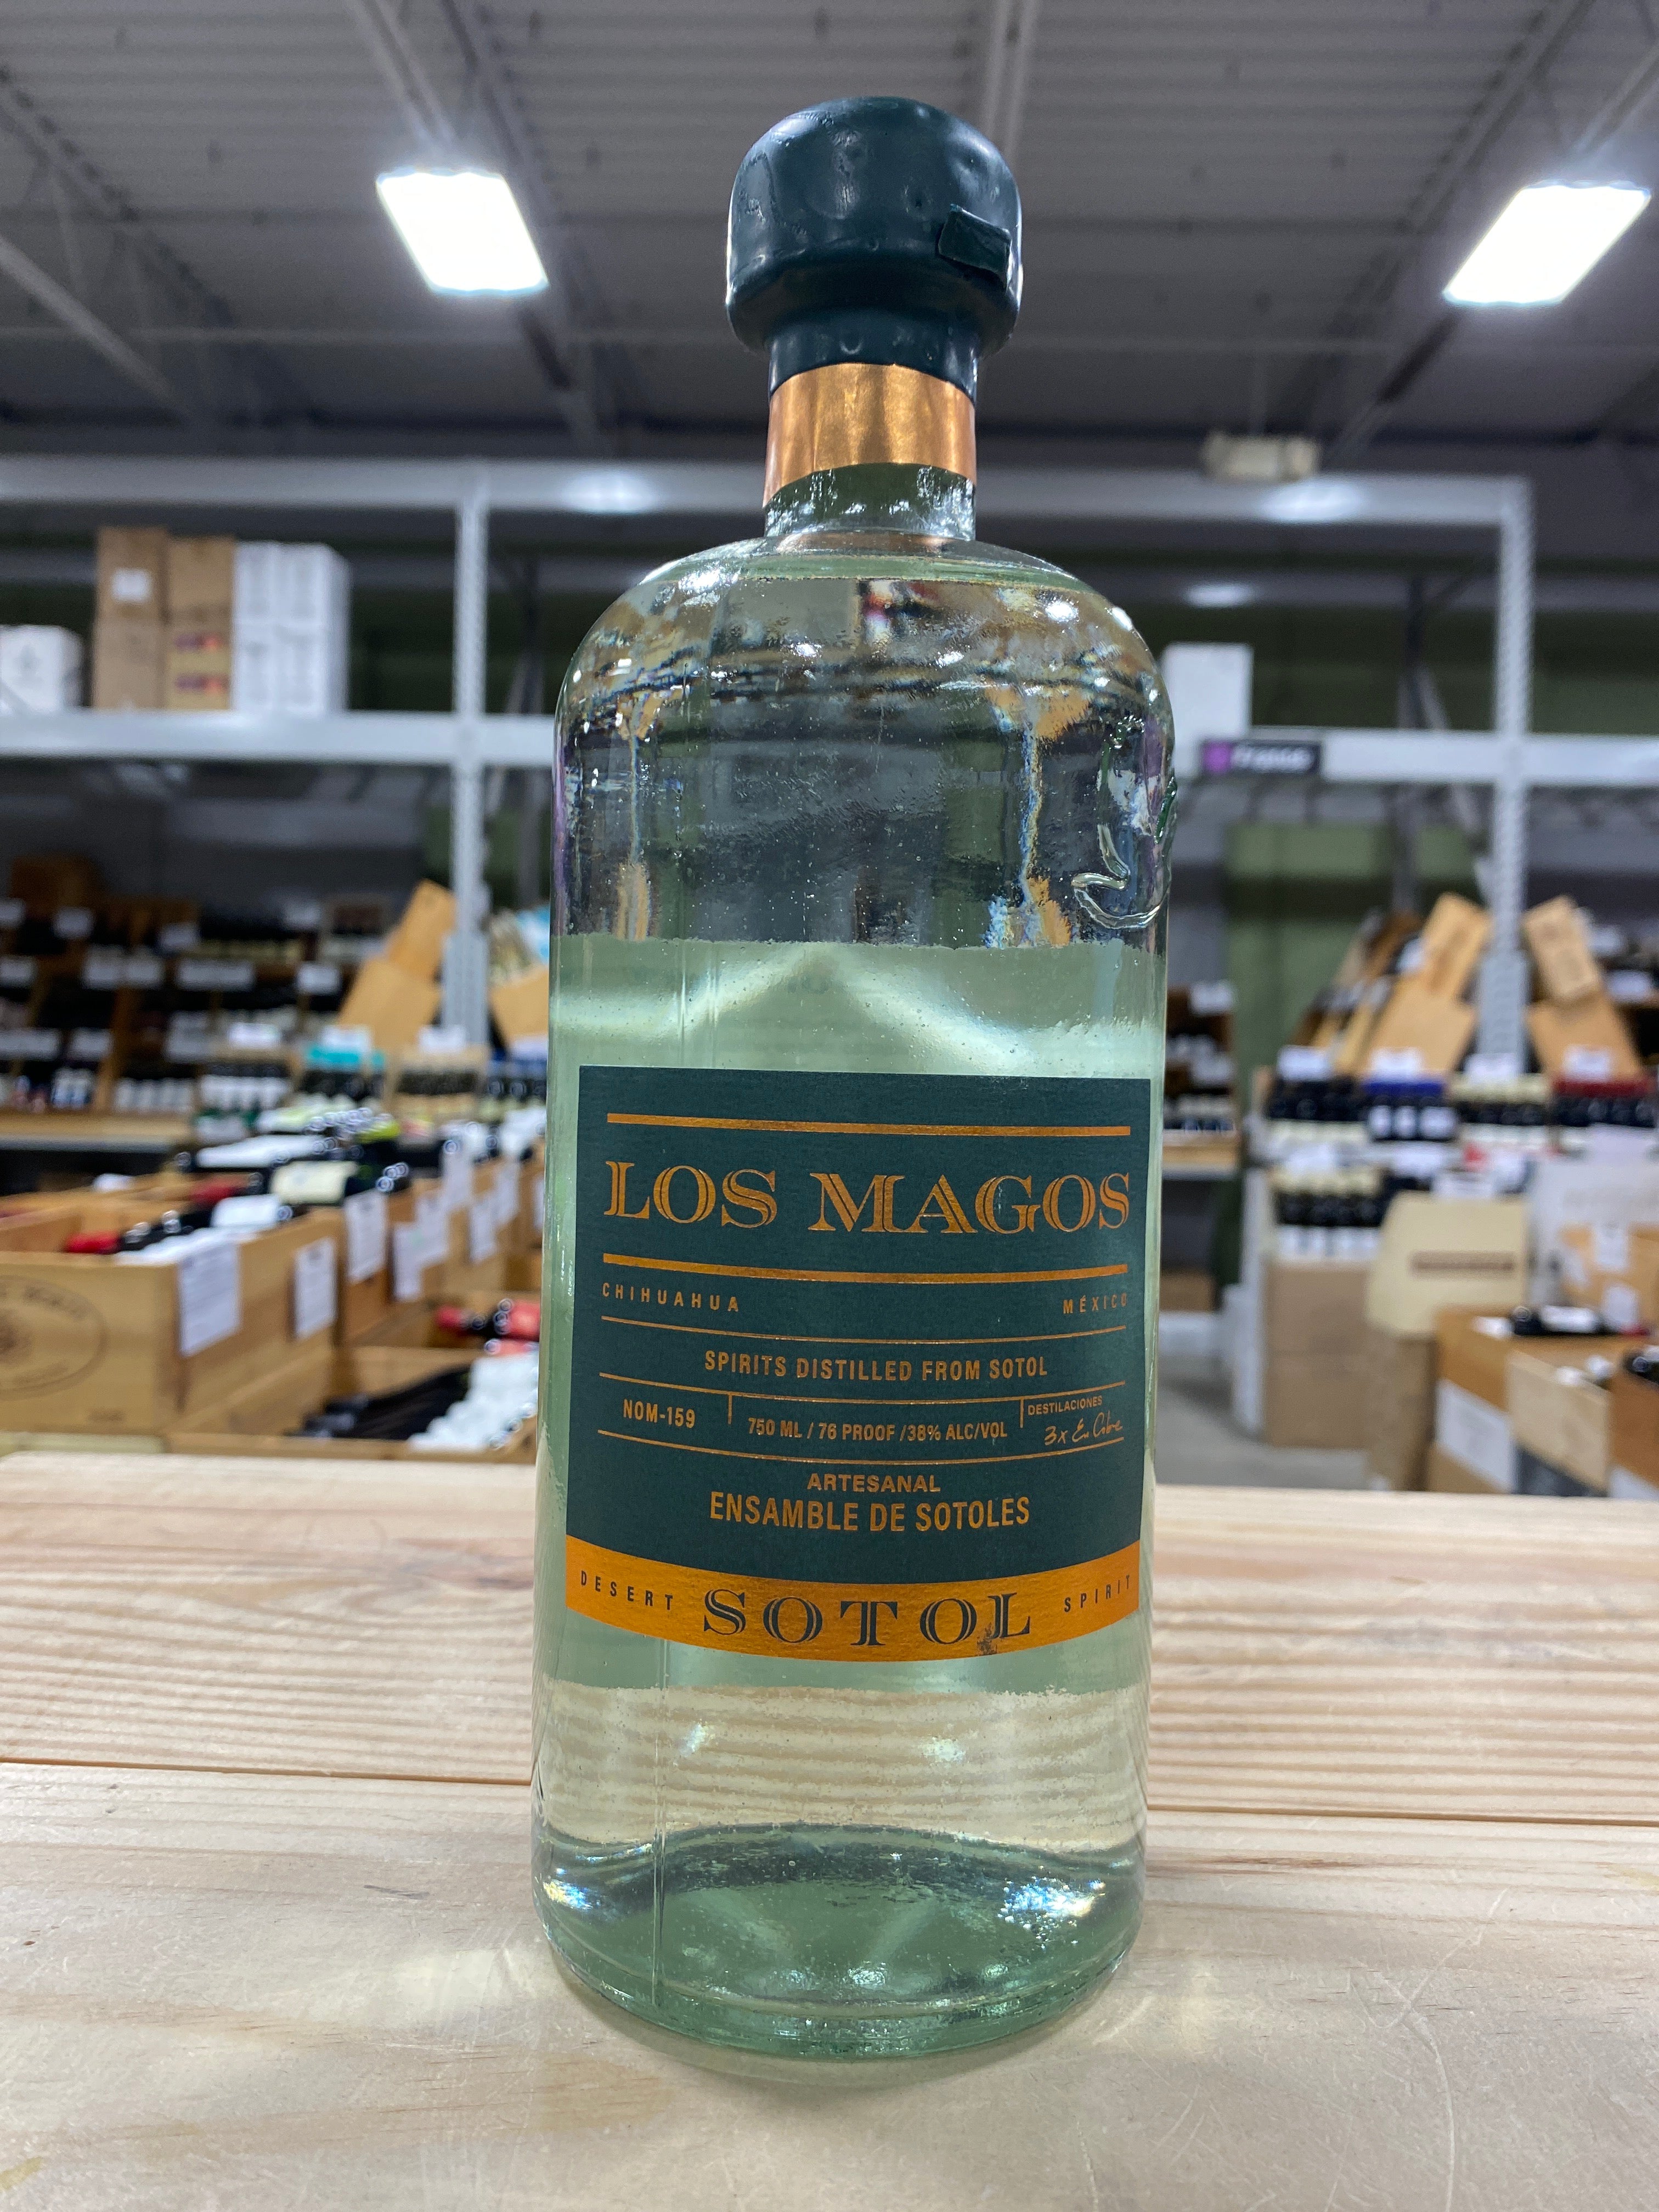 LOS MAGOS
CHIHUAHUA MÉXICO
SPIRITS DISTILLED FROM SOTOL
NOM-159
750 ML / 76 PROOF /38% ALC/VOL
DESTILACIONES
3x En Cobre
ARTESANAL
ENSAMBLE DE SOTOLES
DESERT SOTOL SPIRIT
france